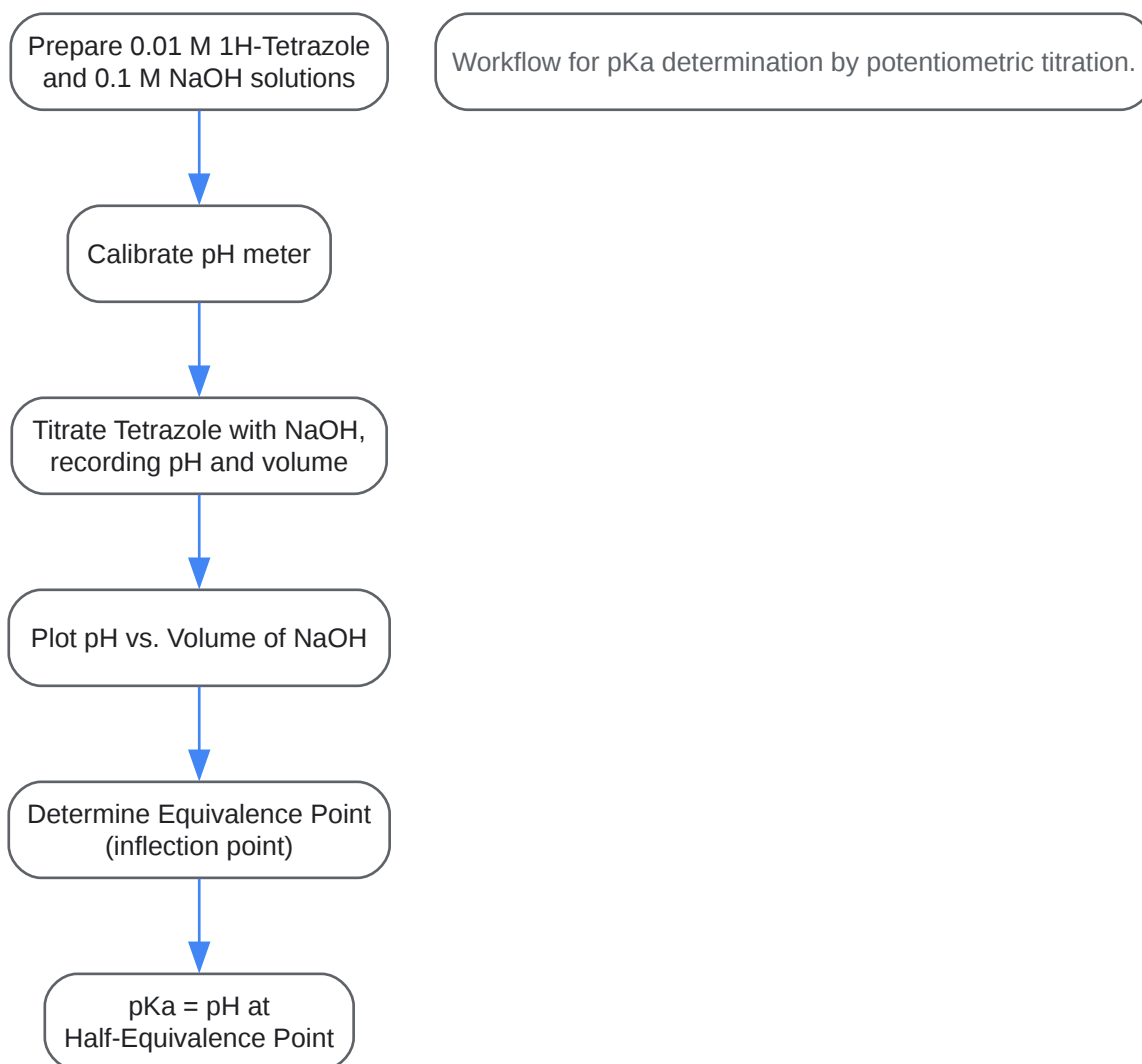 Prepare 0.01 M 1H-Tetrazole
and 0.1 M NaOH solutions
Workflow for pKa determination by potentiometric titration.
Calibrate pH meter
Titrate Tetrazole with NaOH,
recording pH and volume
Plot pH vs. Volume of NaOH
Determine Equivalence Point
(inflection point)
pKa = pH at
Half-Equivalence Point